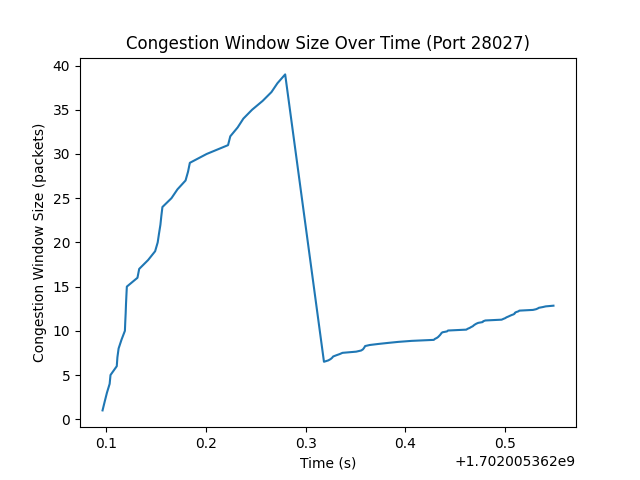 Congestion Window Size Over Time (Port 28027)
Congestion Window Size (packets)
40
35
30
25
20
15
10
5
0
0.1 0.2 0.3 0.4 0.5
Time (s)
+1.702005362e9